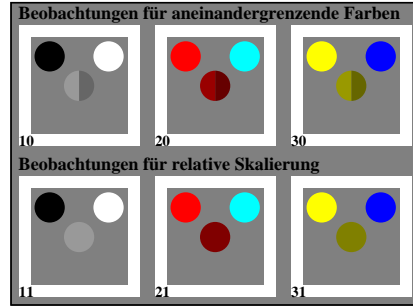 Beobachtungen für aneinandergrenzende Farben
10 20 30
Beobachtungen für relative Skalierung
11 21 31